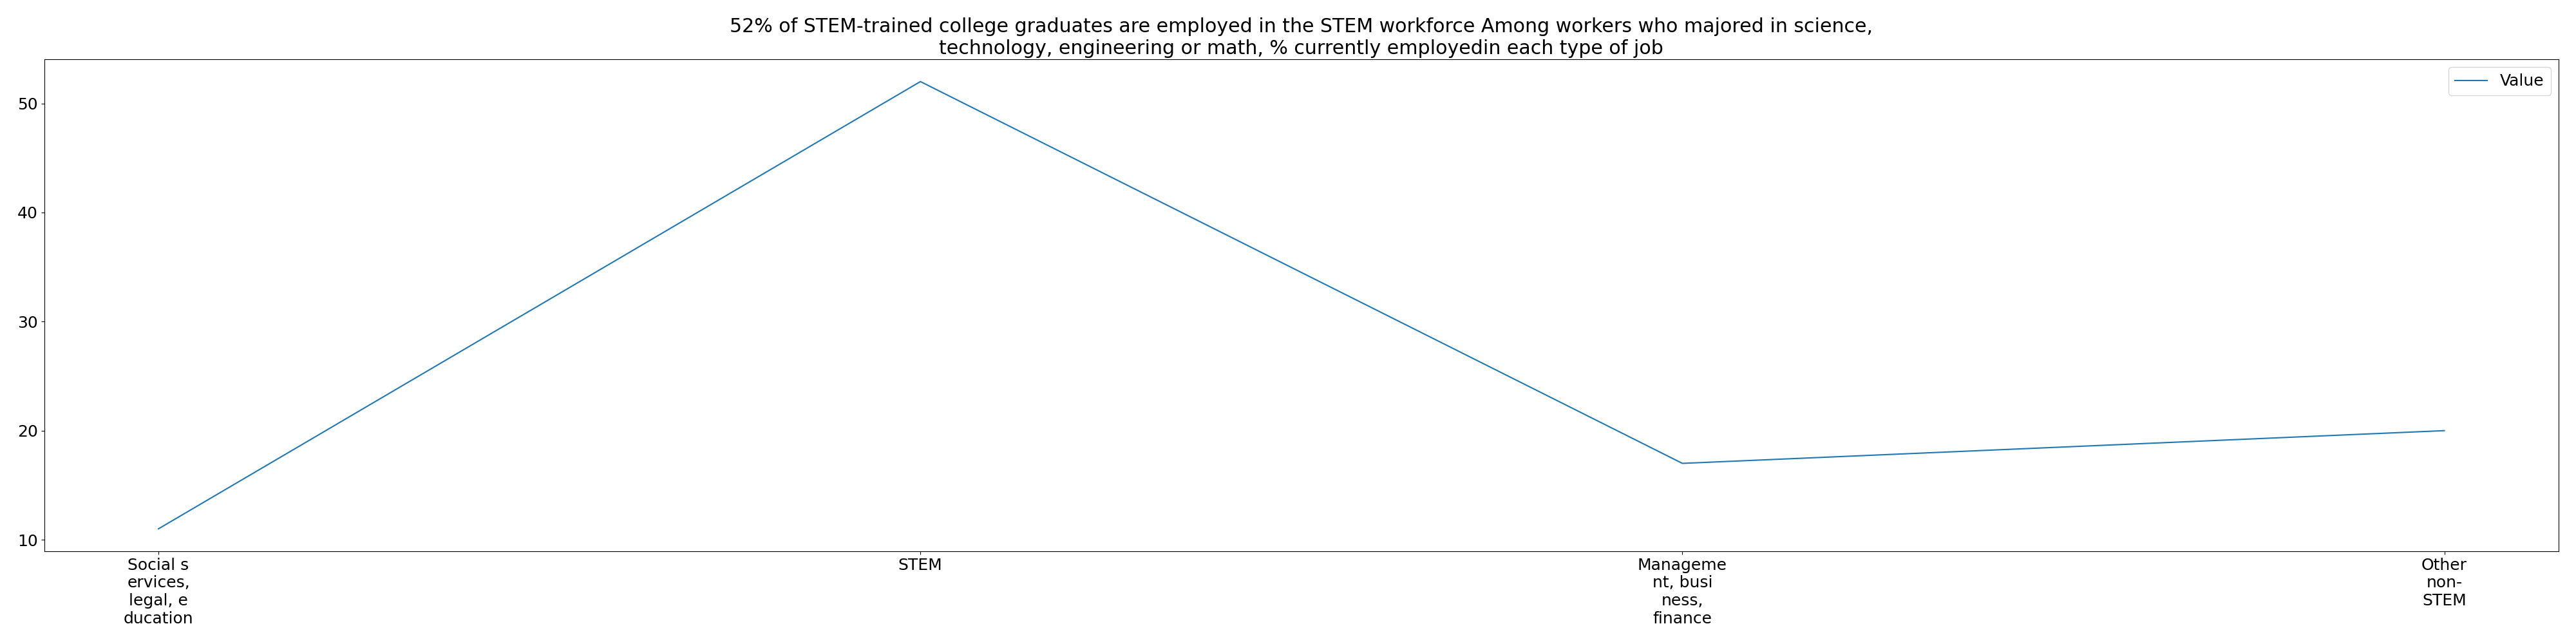 52% of STEM-trained college graduates are employed in the STEM workforce Among workers who majored in science,
technology, engineering or math, % currently employedin each type of job
Value
50
40
30
20
10
Social s
ervices,
legal, e
ducation
STEM
Manageme
nt, busi
ness,
finance
Other
non-
STEM